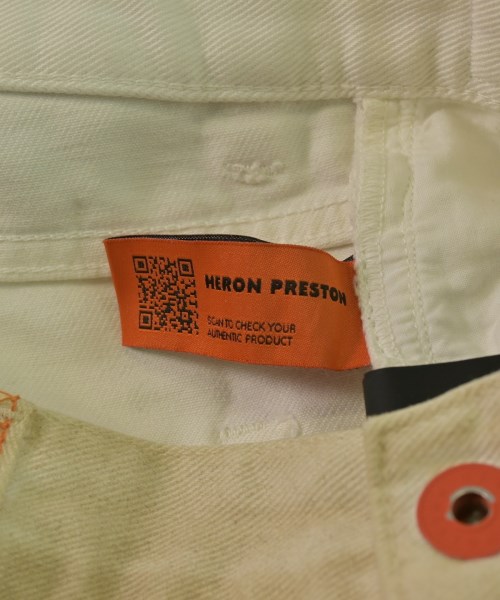 HERON PRESTON
SCAN TO CHECK YOUR
AUTHENTIC PRODUCT